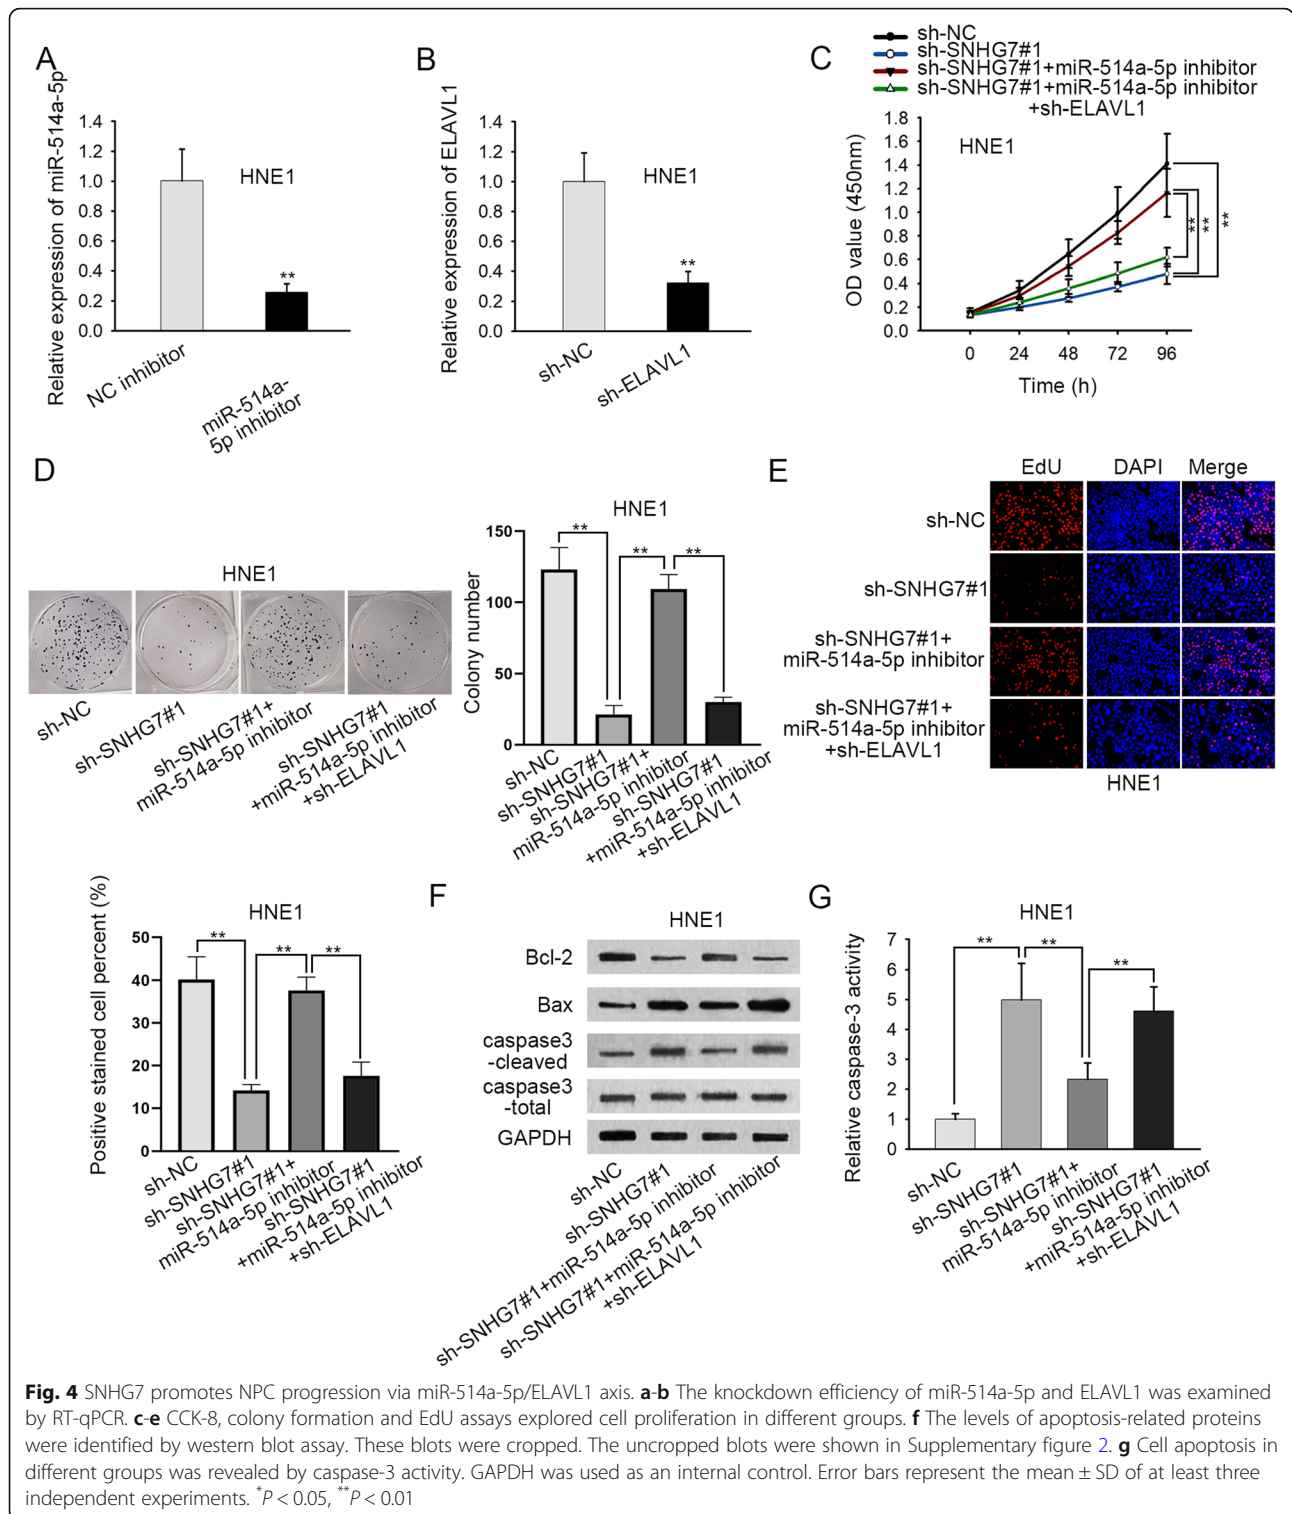 A
Relative expression of miR-514a-5p
1.4
1.2
1.0
0.8
0.6
0.4
0.2
0.0
HNE1
**
NC inhibitor
miR-514a-
5p inhibitor
B
Relative expression of ELAVL1
1.4
1.2
1.0
0.8
0.6
0.4
0.2
0.0
HNE1
**
sh-NC
sh-ELAVL1
C
sh-NC
sh-SNHG7#1
sh-SNHG7#1+miR-514a-5p inhibitor
sh-SNHG7#1+miR-514a-5p inhibitor
+sh-ELAVL1
OD value (450nm)
1.8
1.6
1.4
1.2
1.0
0.8
0.6
0.4
0.2
0.0
HNE1
**
**
**
0 24 48 72 96
Time (h)
D
HNE1
sh-NC
sh-SNHG7#1
sh-SNHG7#1+
miR-514a-5p inhibitor
sh-SNHG7#1
+miR-514a-5p inhibitor
+sh-ELAVL1
HNE1
Colony number
150
100
50
0
**
**
**
sh-NC
sh-SNHG7#1
sh-SNHG7#1+
miR-514a-5p inhibitor
sh-SNHG7#1
+miR-514a-5p inhibitor
+sh-ELAVL1
E
EdU DAPI Merge
sh-NC
sh-SNHG7#1
sh-SNHG7#1+
miR-514a-5p inhibitor
sh-SNHG7#1+
miR-514a-5p inhibitor
+sh-ELAVL1
HNE1
HNE1
Positive stained cell percent (%)
50
40
30
20
10
0
**
**
**
sh-NC
sh-SNHG7#1
sh-SNHG7#1+
miR-514a-5p inhibitor
sh-SNHG7#1
+miR-514a-5p inhibitor
+sh-ELAVL1
F
HNE1
Bcl-2
Bax
caspase3
-cleaved
caspase3
-total
GAPDH
sh-NC
sh-SNHG7#1
sh-SNHG7#1+miR-514a-5p inhibitor
sh-SNHG7#1+miR-514a-5p inhibitor
+sh-ELAVL1
G
HNE1
Relative caspase-3 activity
7
6
5
4
3
2
1
0
**
**
**
sh-NC
sh-SNHG7#1
sh-SNHG7#1+
miR-514a-5p inhibitor
sh-SNHG7#1
+miR-514a-5p inhibitor
+sh-ELAVL1
Fig. 4 SNHG7 promotes NPC progression via miR-514a-5p/ELAVL1 axis. a-b The knockdown efficiency of miR-514a-5p and ELAVL1 was examined
by RT-qPCR. c-e CCK-8, colony formation and EdU assays explored cell proliferation in different groups. f The levels of apoptosis-related proteins
were identified by western blot assay. These blots were cropped. The uncropped blots were shown in Supplementary figure 2. g Cell apoptosis in
different groups was revealed by caspase-3 activity. GAPDH was used as an internal control. Error bars represent the mean ± SD of at least three
independent experiments. *P < 0.05, **P < 0.01